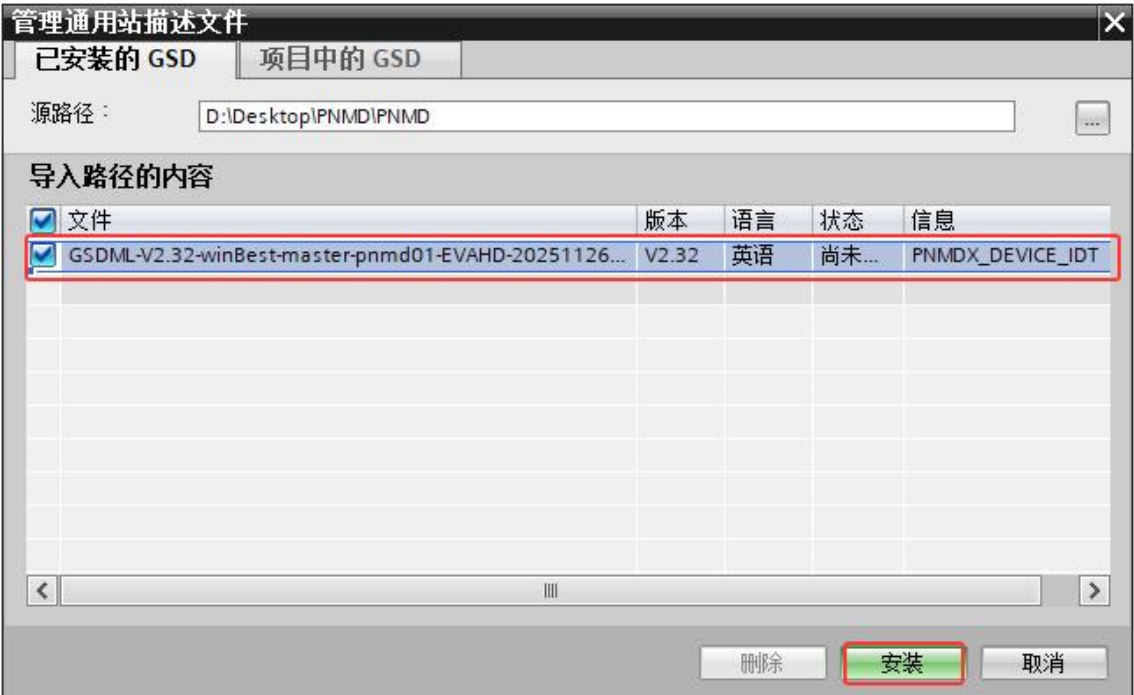 管理通用站描述文件
已安装的 GSD 项目中的 GSD
源路径： D:\Desktop\PNMD\PNMD ...
导入路径的内容
文件 版本 语言 状态 信息
GSDML-V2.32-winBest-master-pnmd01-EVAHD-20251126... V2.32 英语 尚未... PNMDX_DEVICE_IDT
删除 安装 取消